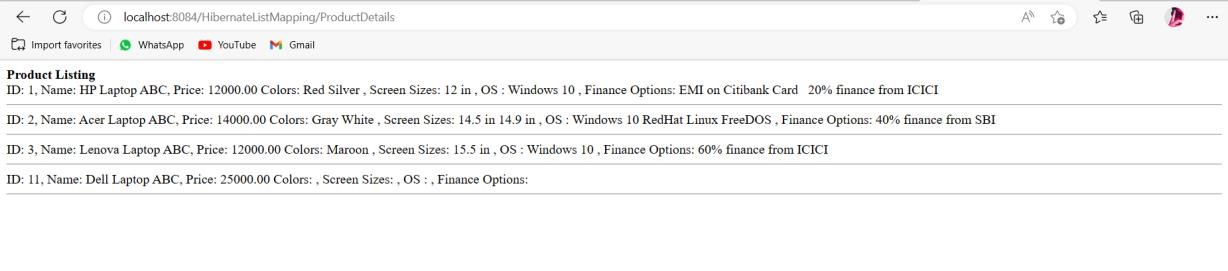 localhost:8084/HibernateListMapping/ProductDetails
Import favorites WhatsApp YouTube Gmail
Product Listing
ID: 1, Name: HP Laptop ABC, Price: 12000.00 Colors: Red Silver , Screen Sizes: 12 in , OS : Windows 10 , Finance Options: EMI on Citibank Card   20% finance from ICICI
ID: 2, Name: Acer Laptop ABC, Price: 14000.00 Colors: Gray White , Screen Sizes: 14.5 in 14.9 in , OS : Windows 10 RedHat Linux FreeDOS , Finance Options: 40% finance from SBI
ID: 3, Name: Lenova Laptop ABC, Price: 12000.00 Colors: Maroon , Screen Sizes: 15.5 in , OS : Windows 10 , Finance Options: 60% finance from ICICI
ID: 11, Name: Dell Laptop ABC, Price: 25000.00 Colors: , Screen Sizes: , OS : , Finance Options: